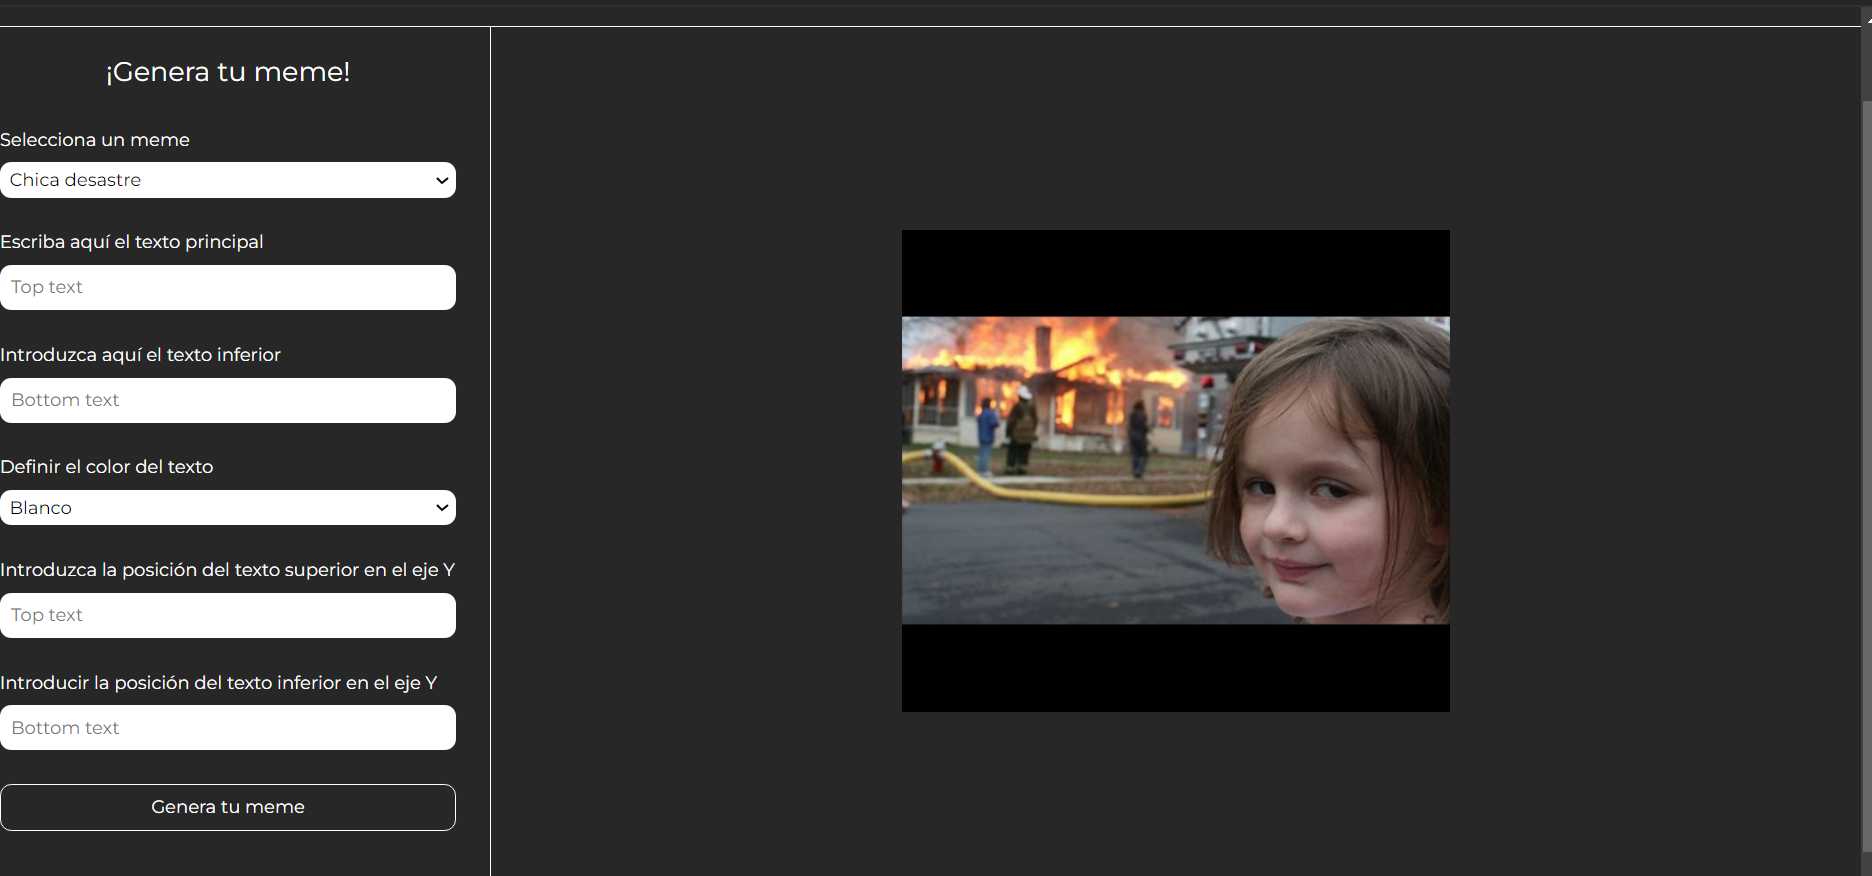 ¡Genera tu meme!
Selecciona un meme
Chica desastre
Escriba aquí el texto principal
Top text
Introduzca aquí el texto inferior
Bottom text
Definir el color del texto
Blanco
Introduzca la posición del texto superior en el eje Y
Top text
Introducir la posición del texto inferior en el eje Y
Bottom text
Genera tu meme